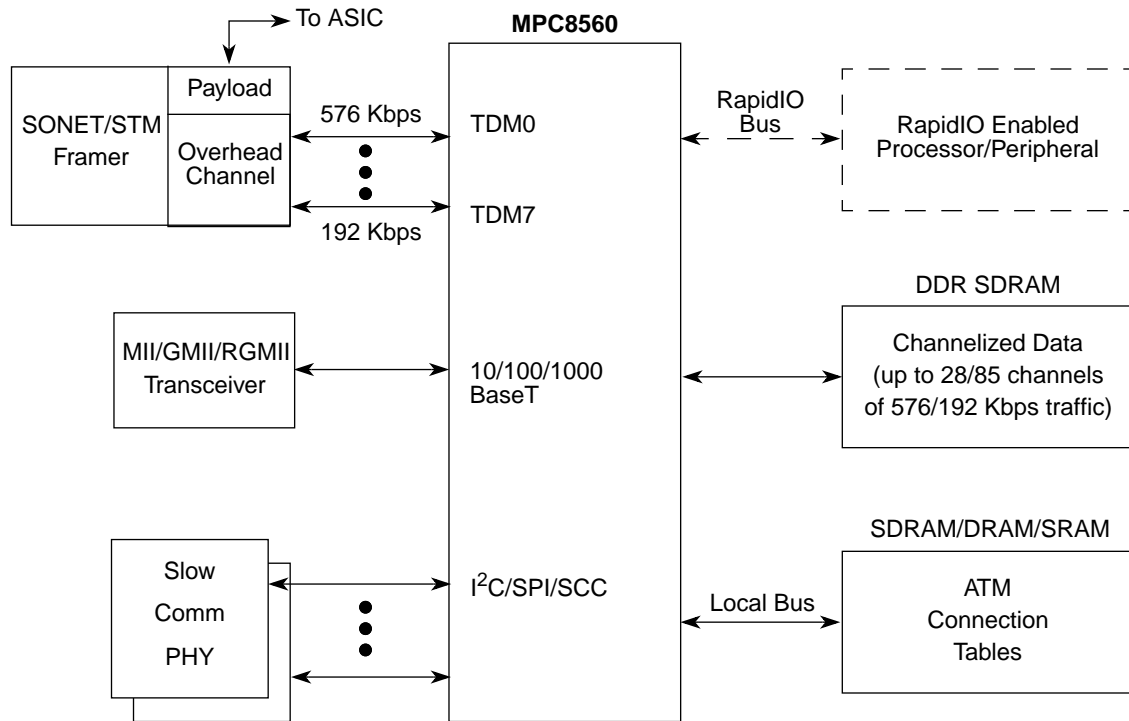 To ASIC
MPC8560
SONET/STM
Framer
Payload
Overhead
Channel
576 Kbps
192 Kbps
TDM0
TDM7
RapidIO
Bus
RapidIO Enabled
Processor/Peripheral
MII/GMII/RGMII
Transceiver
10/100/1000
BaseT
DDR SDRAM
Channelized Data
(up to 28/85 channels
of 576/192 Kbps traffic)
Slow
Comm
PHY
I²C/SPI/SCC
Local Bus
SDRAM/DRAM/SRAM
ATM
Connection
Tables